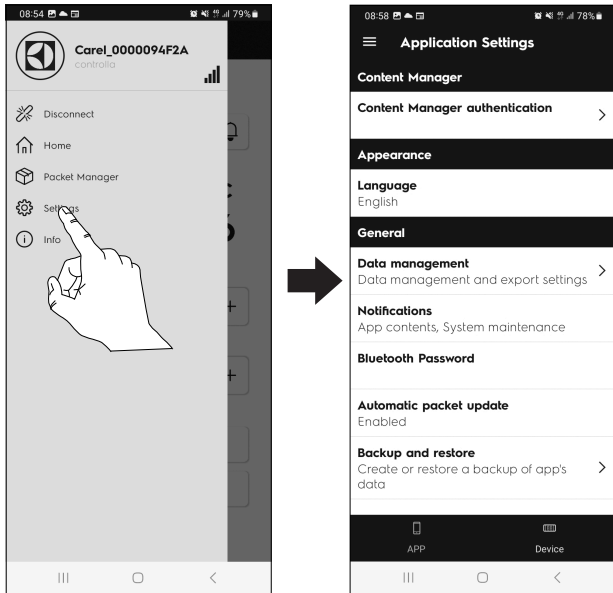 08:54 79%
Carel_0000094F2A
controlla
Disconnect
Home
Packet Manager
Settings
Info
08:58 78%
Application Settings
Content Manager
Content Manager authentication
Appearance
Language
English
General
Data management
Data management and export settings
Notifications
App contents, System maintenance
Bluetooth Password
Automatic packet update
Enabled
Backup and restore
Create or restore a backup of app's
data
APP Device